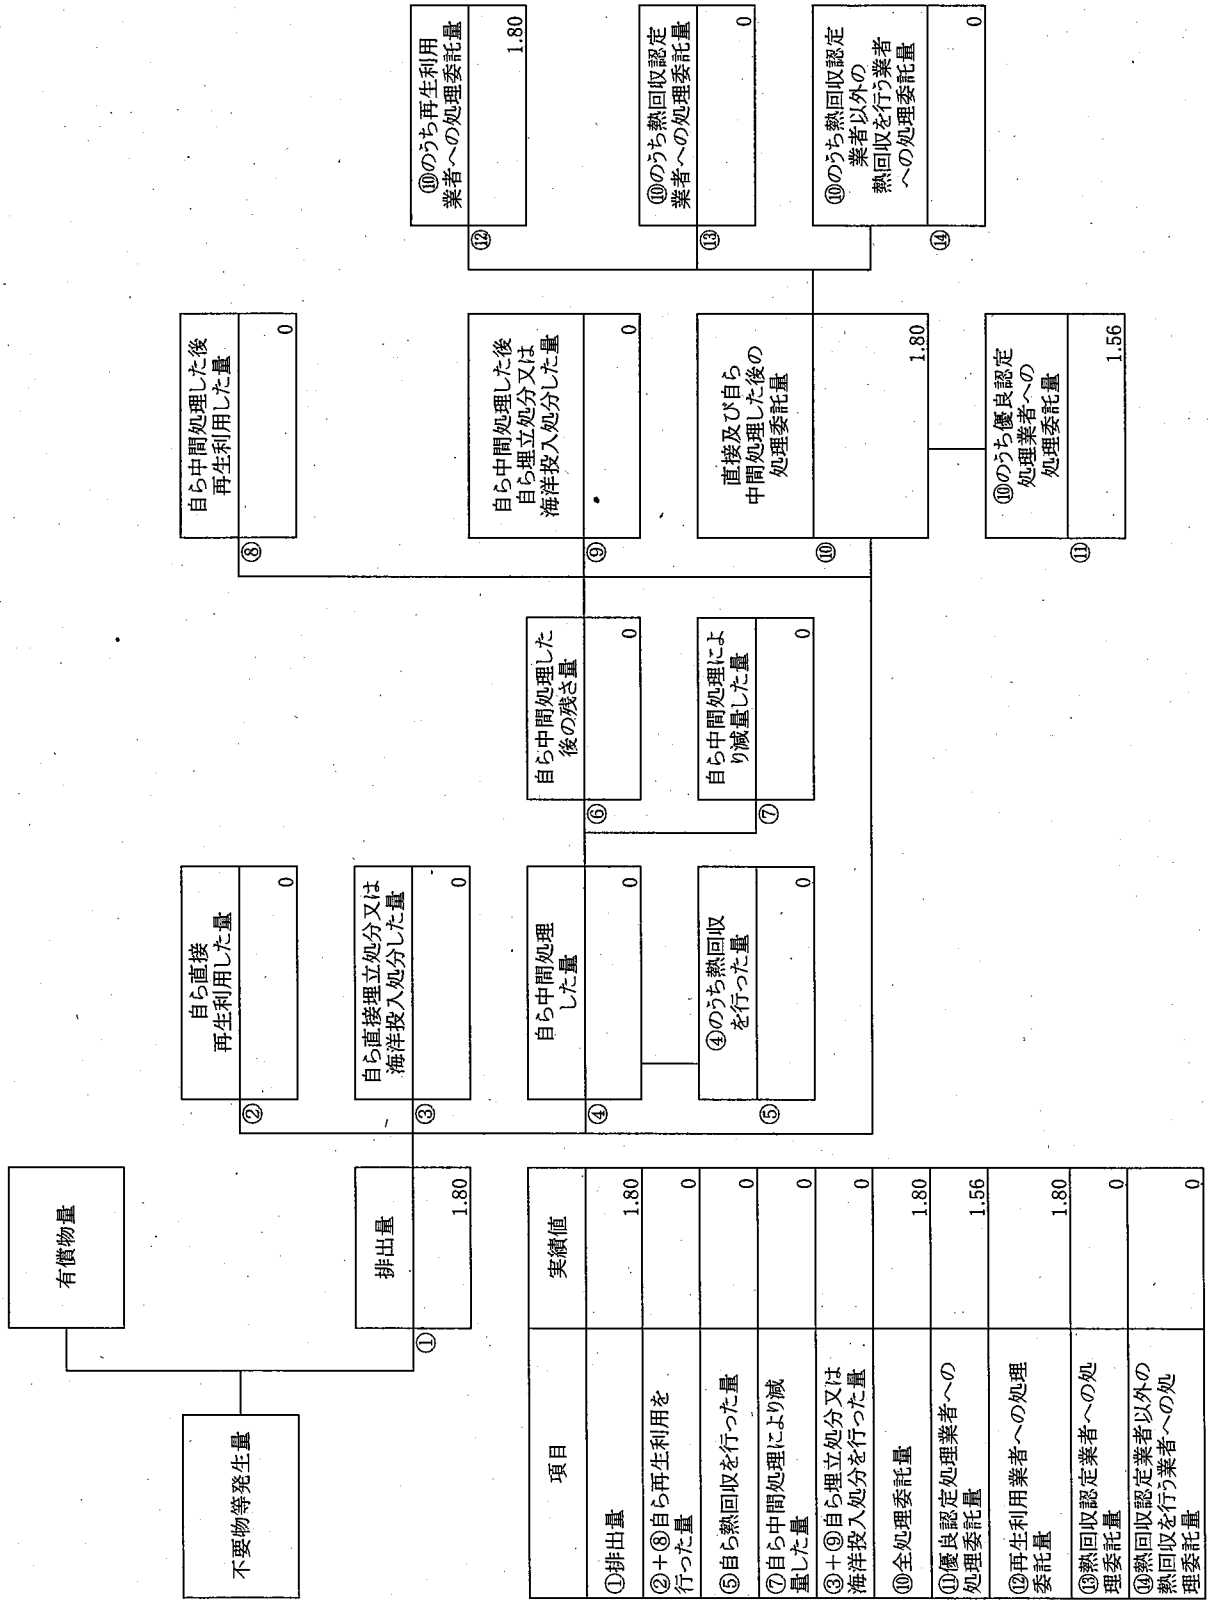 不要物等発生量
有償物量
排出量
①
1.80
自ら直接
再生利用した量
②
0
自ら直接埋立処分又は
海洋投入処分した量
③
0
自ら中間処理
した量
④
0
④のうち熱回収
を行った量
⑤
0
自ら中間処理した
後の残さ量
⑥
0
自ら中間処理によ
り減量した量
⑦
0
自ら中間処理した後
再生利用した量
⑧
0
自ら中間処理した後
自ら埋立処分又は
海洋投入処分した量
⑨
0
直接及び自ら
中間処理した後の
処理委託量
⑩
1.80
⑩のうち優良認定
処理業者への
処理委託量
⑪
1.56
⑩のうち再生利用
業者への処理委託量
⑫
1.80
⑩のうち熱回収認定
業者への処理委託量
⑬
0
⑩のうち熱回収認定
業者以外の
熱回収を行う業者
への処理委託量
⑭
0
項目 実績値
①排出量 1.80
②+⑧自ら再生利用を
行った量 0
⑤自ら熱回収を行った量 0
⑦自ら中間処理により減
量した量 0
③+⑨自ら埋立処分又は
海洋投入処分を行った量 0
⑩全処理委託量 1.80
⑪優良認定処理業者への
処理委託量 1.56
⑫再生利用業者への処理
委託量 1.80
⑬熱回収認定業者への処
理委託量 0
⑭熱回収認定業者以外の
熱回収を行う業者への処
理委託量 0